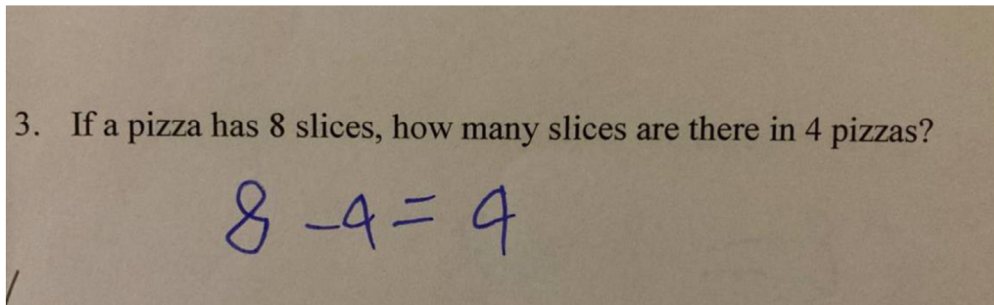 3. If a pizza has 8 slices, how many slices are there in 4 pizzas?
8 - 4 = 4